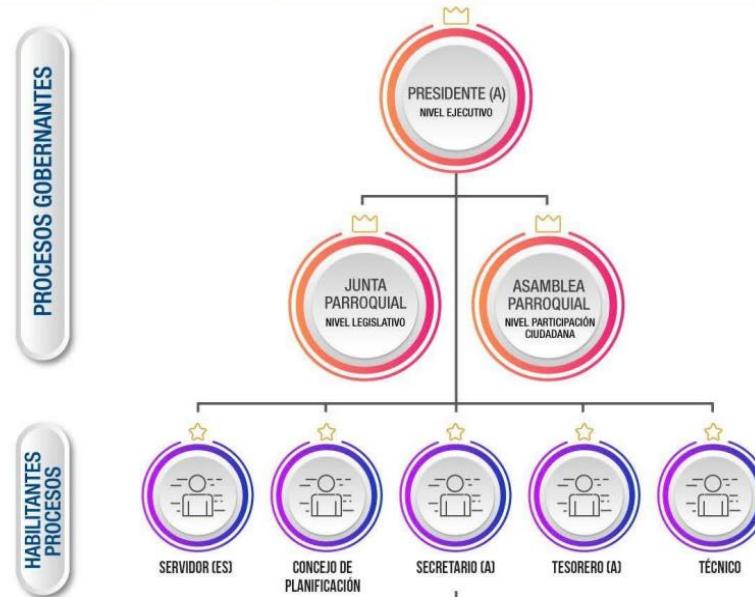 PROCESOS GOBERNANTES
PRESIDENTE (A)
NIVEL EJECUTIVO
JUNTA
PARROQUIAL
NIVEL LEGISLATIVO
ASAMBLEA
PARROQUIAL
NIVEL PARTICIPACIÓN
CIUDADANA
HABILITANTES
PROCESOS
SERVIDOR (ES)
CONCEJO DE
PLANIFICACIÓN
SECRETARIO (A)
TESORERO (A)
TÉCNICO